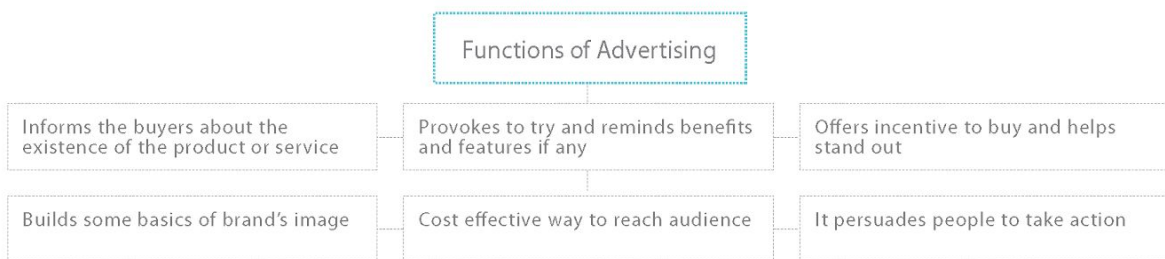 Functions of Advertising
Informs the buyers about the
existence of the product or service
Provokes to try and reminds benefits
and features if any
Offers incentive to buy and helps
stand out
Builds some basics of brand’s image
Cost effective way to reach audience
It persuades people to take action